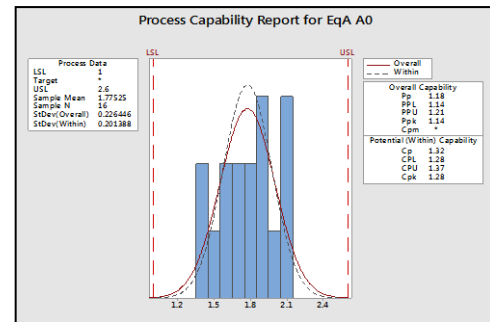 Process Capability Report for EqA A0
LSL USL
Process Data
LSL 1
Target *
USL 2.6
Sample Mean 1.77525
Sample N 16
StDev(Overall) 0.226446
StDev(Within) 0.201388
Overall
Within
Overall Capability
Pp 1.18
PPL 1.14
PPU 1.21
Ppk 1.14
Cpm *
Potential (Within) Capability
Cp 1.32
CPL 1.28
CPU 1.37
Cpk 1.28
1.2 1.5 1.8 2.1 2.4